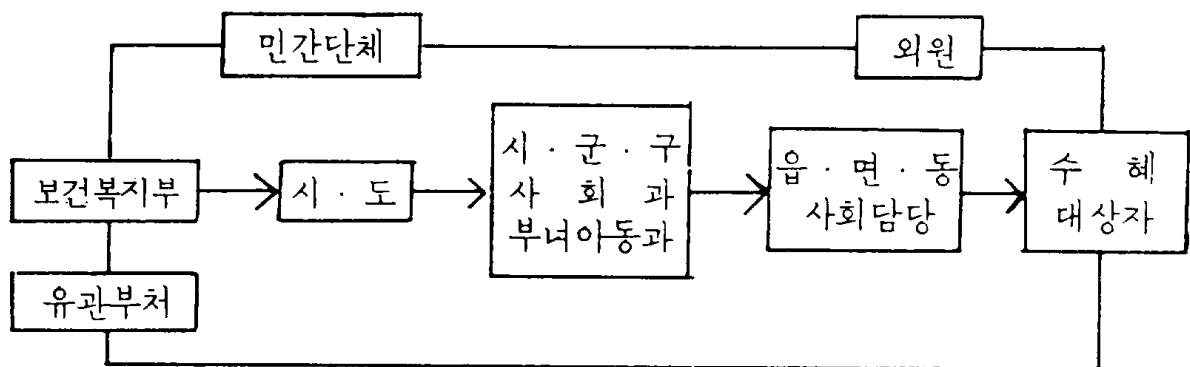 민간단체
외원
보건복지부
시 · 도
시 · 군 · 구
사 회 과
부녀아동과
읍 · 면 · 동
사회담당
수 혜
대상자
유관부처